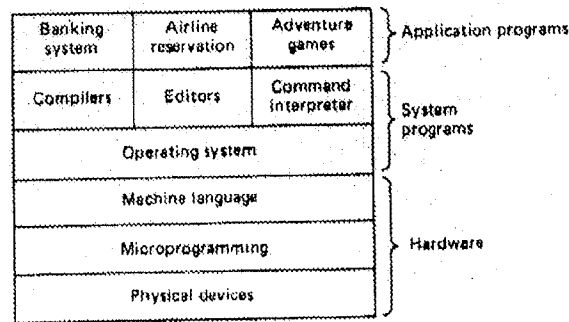 Banking system
Airline reservation
Adventure games
Application programs
Compilers
Editors
Command interpreter
System programs
Operating system
Machine language
Microprogramming
Hardware
Physical devices